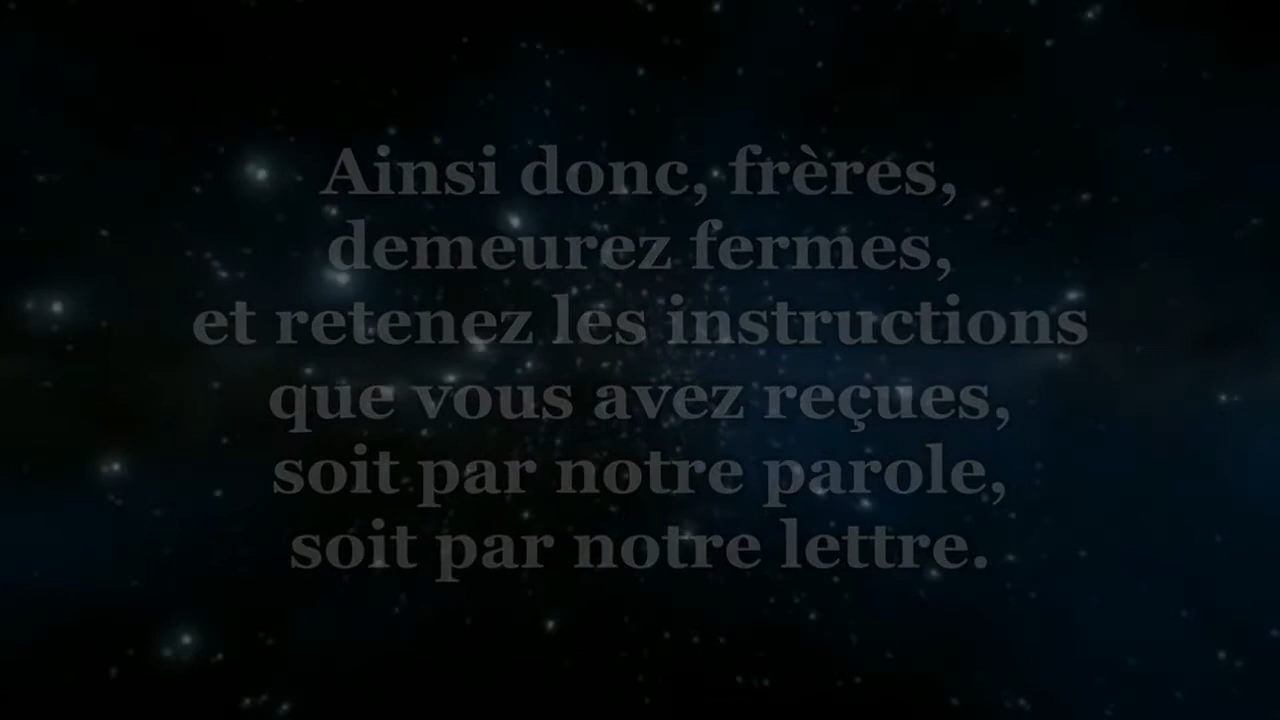 Ainsi donc, frères,
demeurez fermes,
et retenez les instructions
que vous avez reçues,
soit par notre parole,
soit par notre lettre.